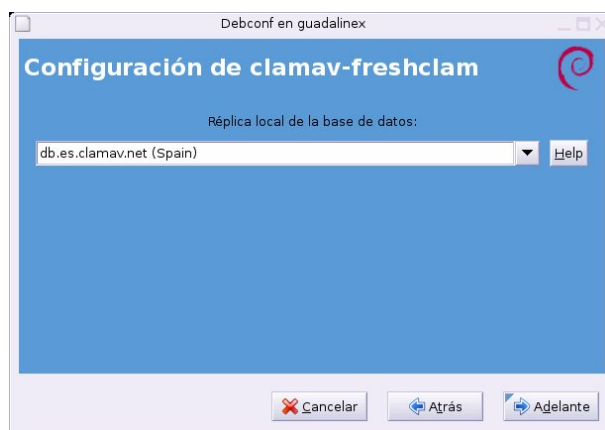 Debconf en guadalinex
Configuración de clamav-freshclam
Réplica local de la base de datos:
db.es.clamav.net (Spain)
Help
Cancelar
Atrás
Adelante